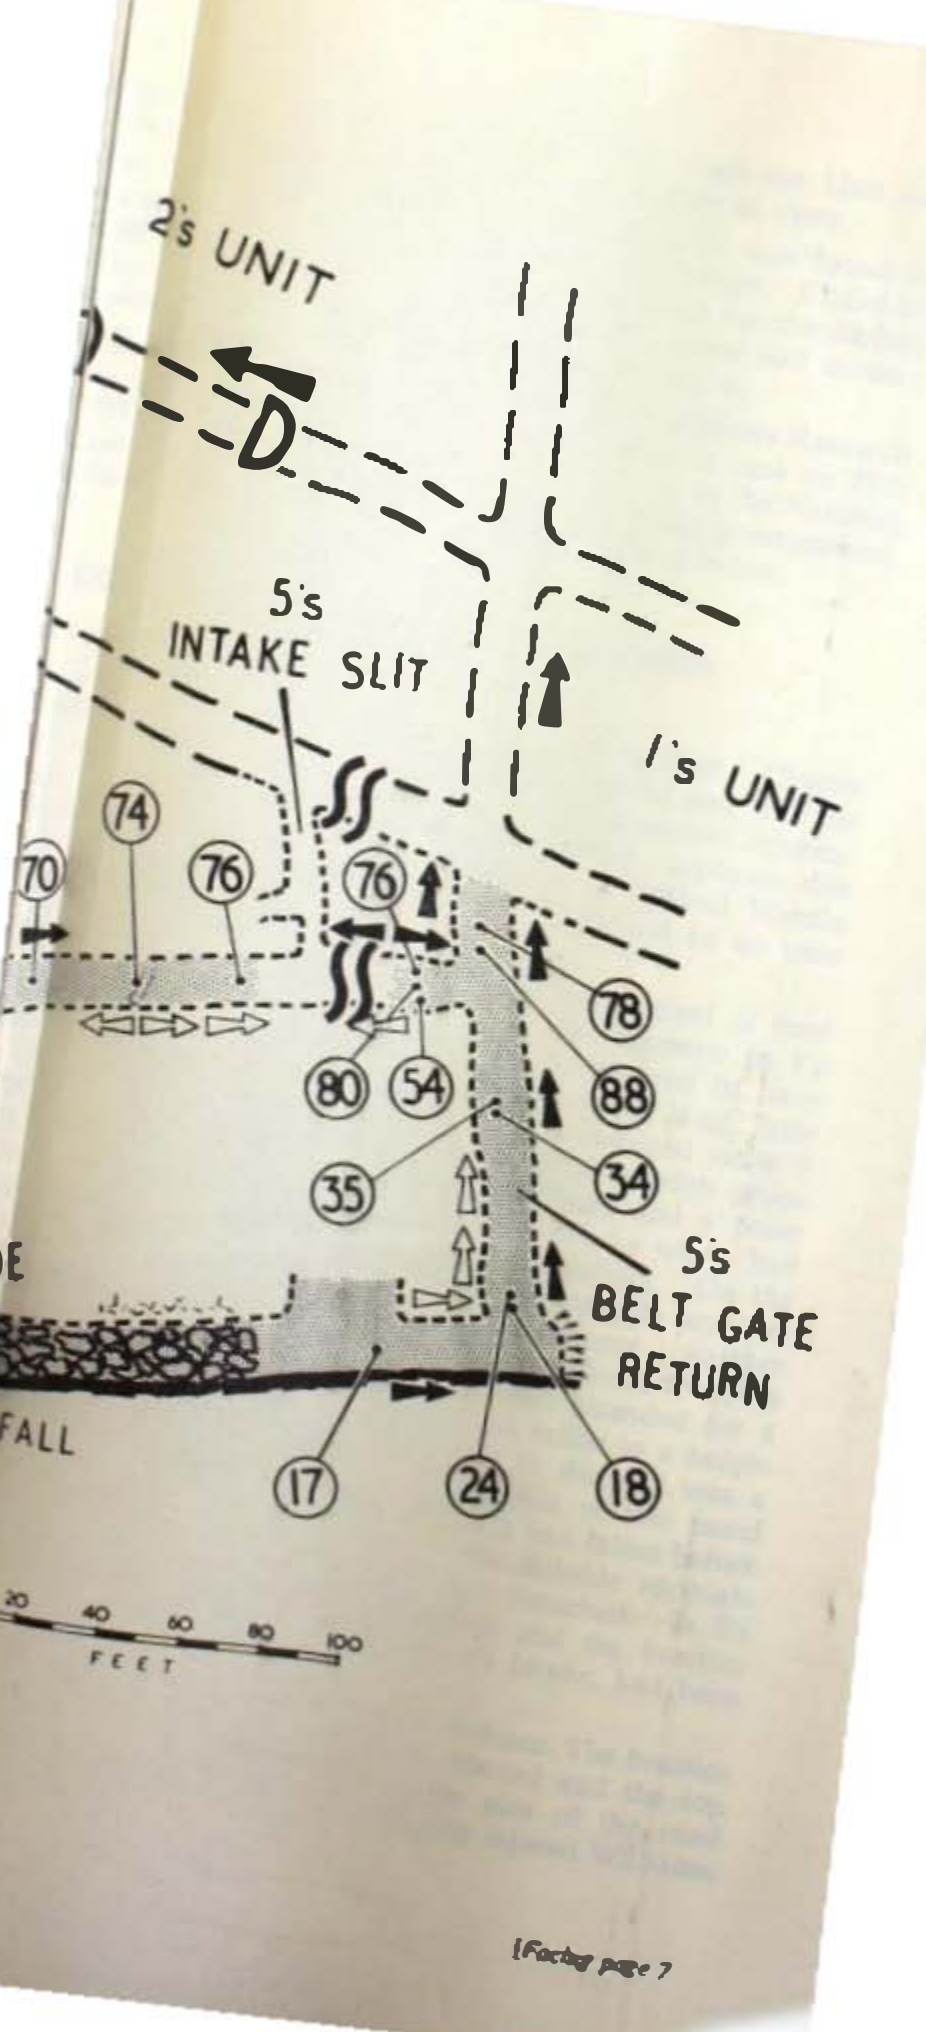 2's UNIT
D
5's
INTAKE
SLIT
1's UNIT
74
70
76
76
78
80
54
88
35
34
5's
BELT GATE
RETURN
FALL
17
24
18
20 40 60 80 100
FEET
[Facing page 7